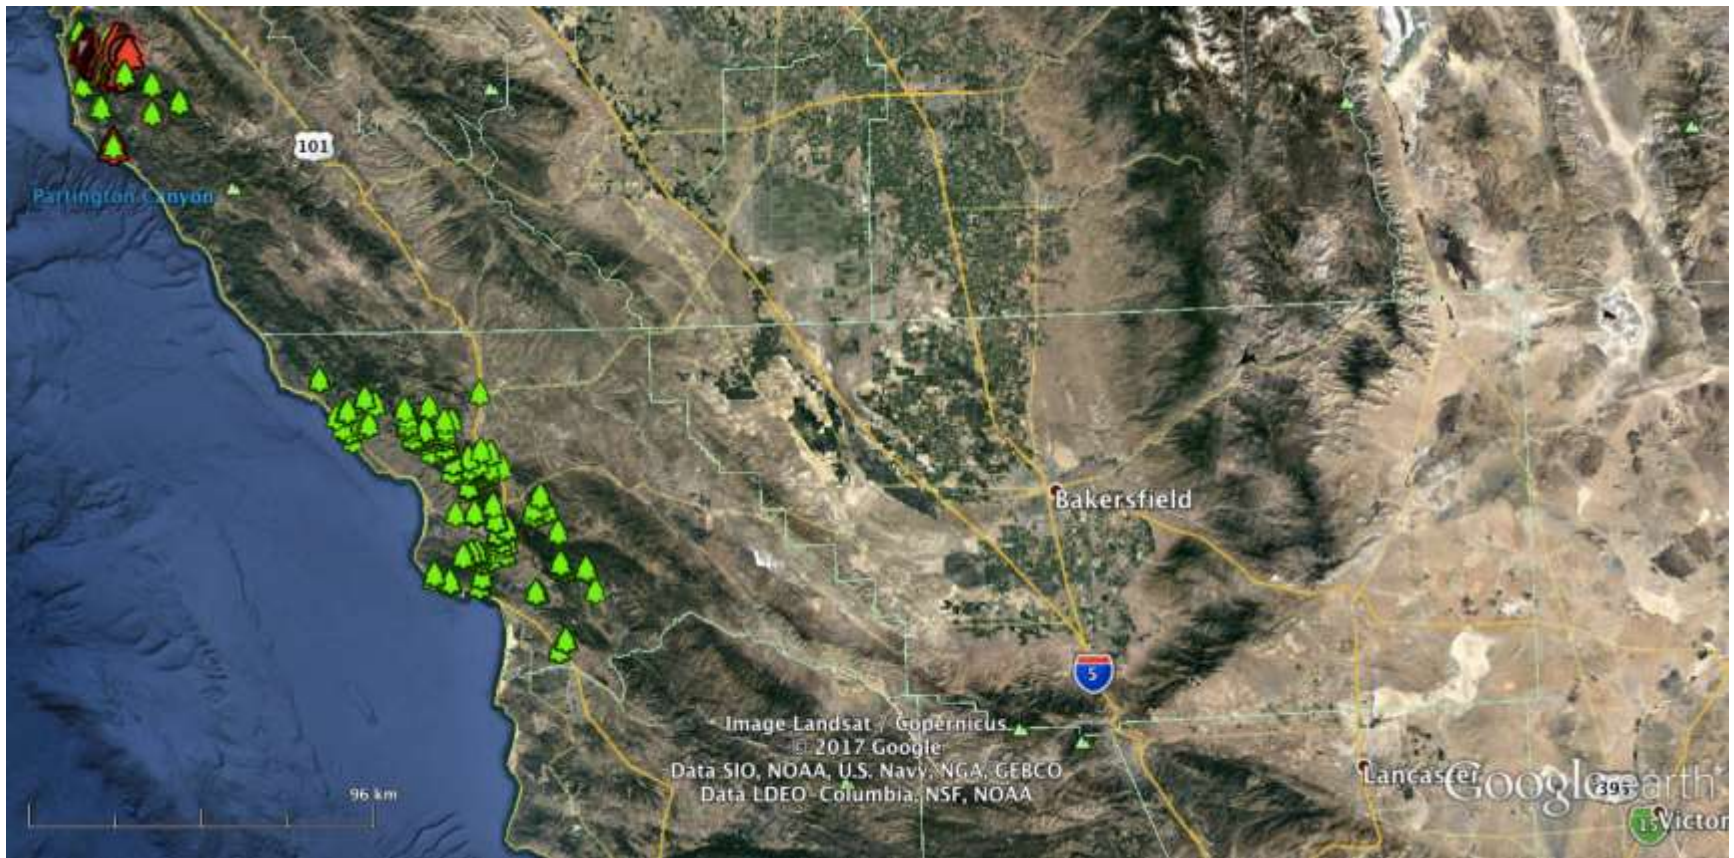 101
Partington Canyon
Bakersfield
5
Image Landsat / Copernicus
© 2017 Google
Data SIO, NOAA, U.S. Navy, NGA, GEBCO
Data LDEO-Columbia, NSF, NOAA
96 km
Lancaster
Google earth
395
15
Victor